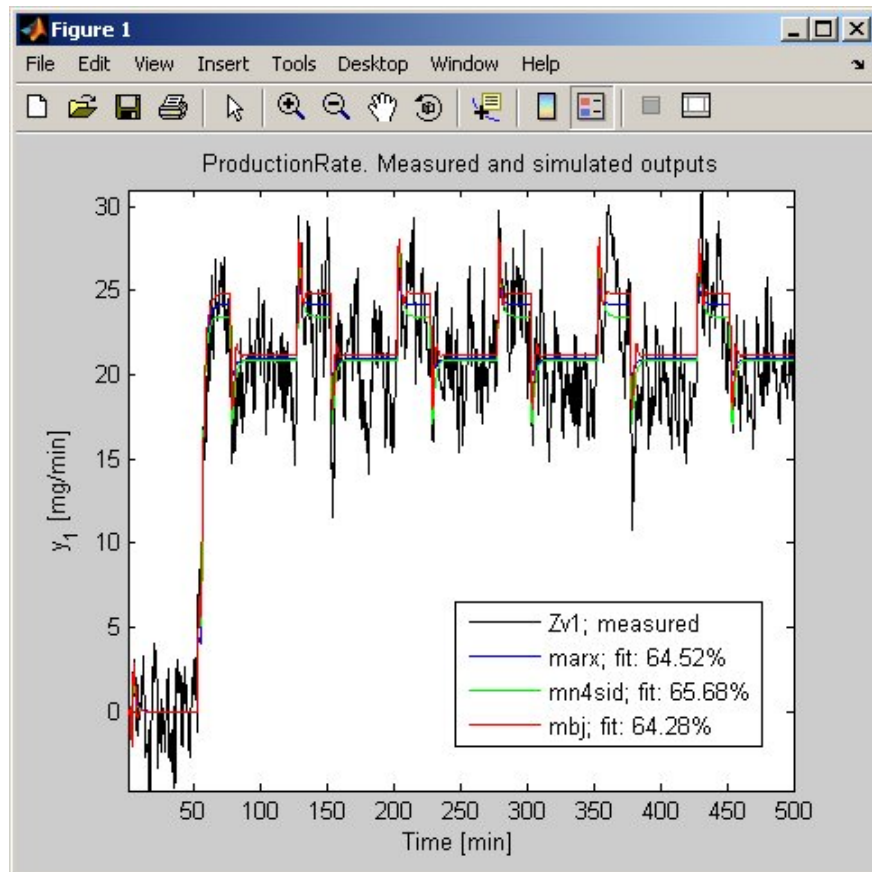 Figure 1
File Edit View Insert Tools Desktop Window Help
ProductionRate. Measured and simulated outputs
30
25
20
15
10
5
0
y1 [mg/min]
Zv1; measured
marx; fit: 64.52%
mn4sid; fit: 65.68%
mbj; fit: 64.28%
50 100 150 200 250 300 350 400 450 500
Time [min]